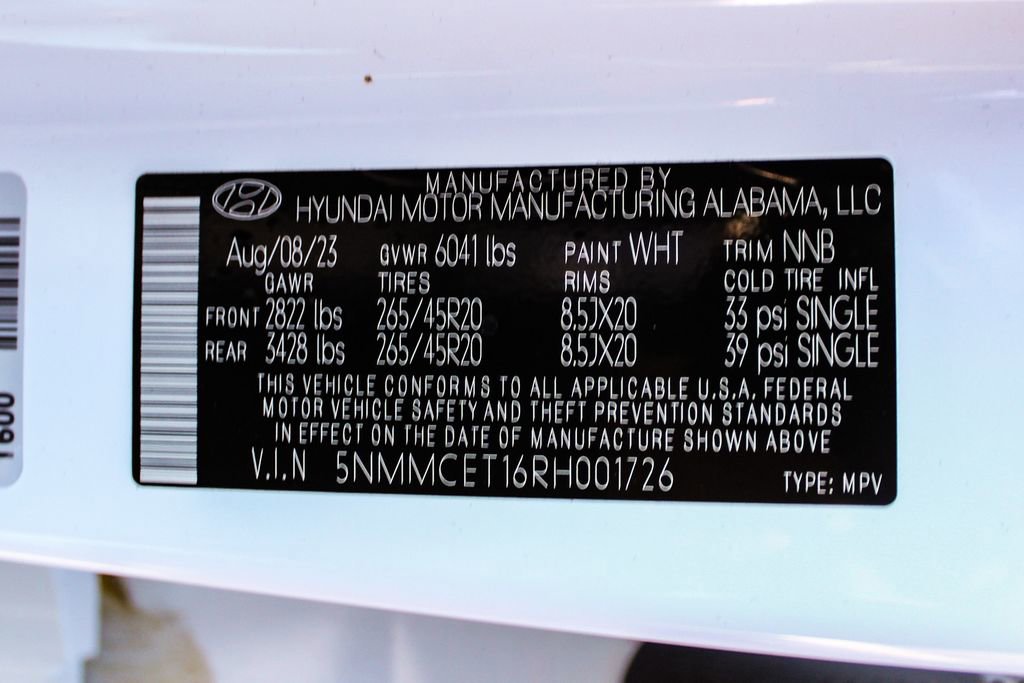 MANUFACTURED BY
HYUNDAI MOTOR MANUFACTURING ALABAMA, LLC
Aug/08/23 GVWR 6041 lbs PAINT WHT TRIM NNB
GAWR TIRES RIMS COLD TIRE INFL
FRONT 2822 lbs 265/45R20 8.5JX20 33 psi SINGLE
REAR 3428 lbs 265/45R20 8.5JX20 39 psi SINGLE
THIS VEHICLE CONFORMS TO ALL APPLICABLE U.S.A. FEDERAL
MOTOR VEHICLE SAFETY AND THEFT PREVENTION STANDARDS
IN EFFECT ON THE DATE OF MANUFACTURE SHOWN ABOVE
V.I.N 5NMMCET16RH001726 TYPE: MPV